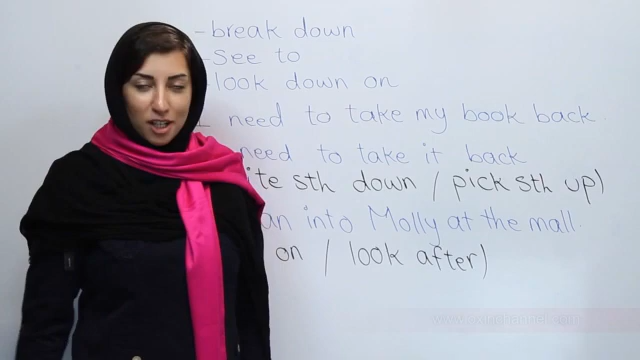 - break down
- see to
look down on
I need to take my book back.
need to take it back
ite sth down / pick sth up)
an into Molly at the mall.
on / look after)